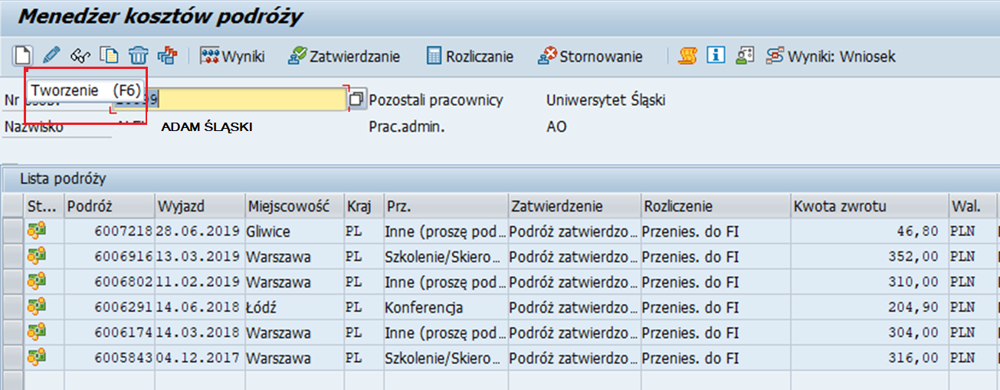 Menedżer kosztów podróży
Wyniki Zatwierdzanie Rozliczanie Stornowanie Wyniki: Wniosek
Tworzenie (F6)
Nr Pozostali pracownicy Uniwersytet Śląski
Nazwisko ADAM ŚLĄSKI Prac.admin. AO
Lista podróży
St... Podróż Wyjazd Miejscowość Kraj Prz. Zatwierdzenie Rozliczenie Kwota zwrotu Wal.
6007218 28.06.2019 Gliwice PL Inne (proszę pod... Podróż zatwierdzo... Przenies. do FI 46,80 PLN
6006916 13.03.2019 Warszawa PL Szkolenie/Skiero... Podróż zatwierdzo... Przenies. do FI 352,00 PLN
6006802 11.02.2019 Warszawa PL Inne (proszę pod... Podróż zatwierdzo... Przenies. do FI 310,00 PLN
6006291 14.06.2018 Łódź PL Konferencja Podróż zatwierdzo... Przenies. do FI 204,90 PLN
6006174 14.03.2018 Warszawa PL Inne (proszę pod... Podróż zatwierdzo... Przenies. do FI 304,00 PLN
6005843 04.12.2017 Warszawa PL Szkolenie/Skiero... Podróż zatwierdzo... Przenies. do FI 316,00 PLN